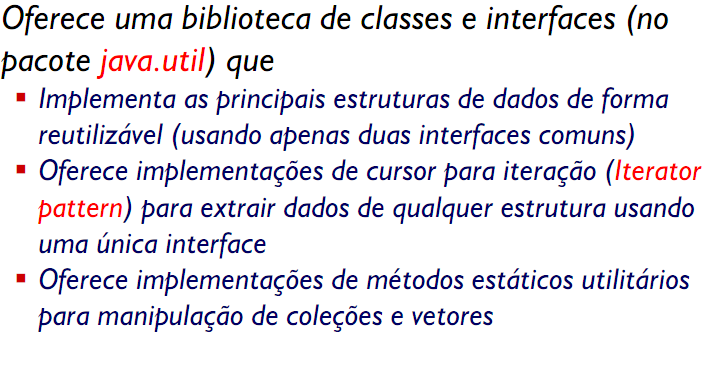 Oferece uma biblioteca de classes e interfaces (no
pacote java.util) que
▪ Implementa as principais estruturas de dados de forma
reutilizável (usando apenas duas interfaces comuns)
▪ Oferece implementações de cursor para iteração (Iterator
pattern) para extrair dados de qualquer estrutura usando
uma única interface
▪ Oferece implementações de métodos estáticos utilitários
para manipulação de coleções e vetores